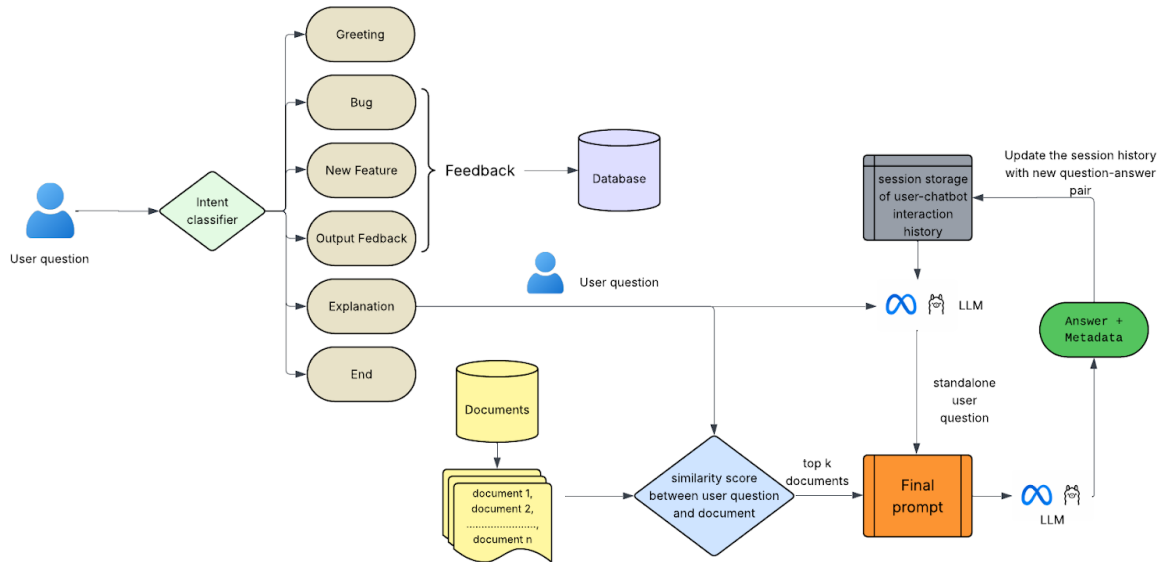 Greeting
Bug
New Feature
Output Fedback
Explanation
End
Feedback
Database
User question
Intent
classifier
User question
Documents
document 1,
document 2,
.......................,
document n
similarity score
between user question
and document
top k
documents
session storage
of user-chatbot
interaction
history
Update the session history
with new question-answer
pair
LLM
standalone
user
question
Final
prompt
LLM
Answer +
Metadata